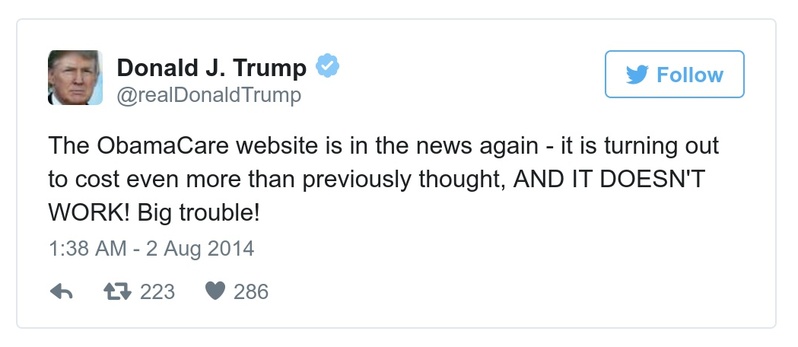 Donald J. Trump
@realDonaldTrump
Follow
The ObamaCare website is in the news again - it is turning out
to cost even more than previously thought, AND IT DOESN'T
WORK! Big trouble!
1:38 AM - 2 Aug 2014
223 286